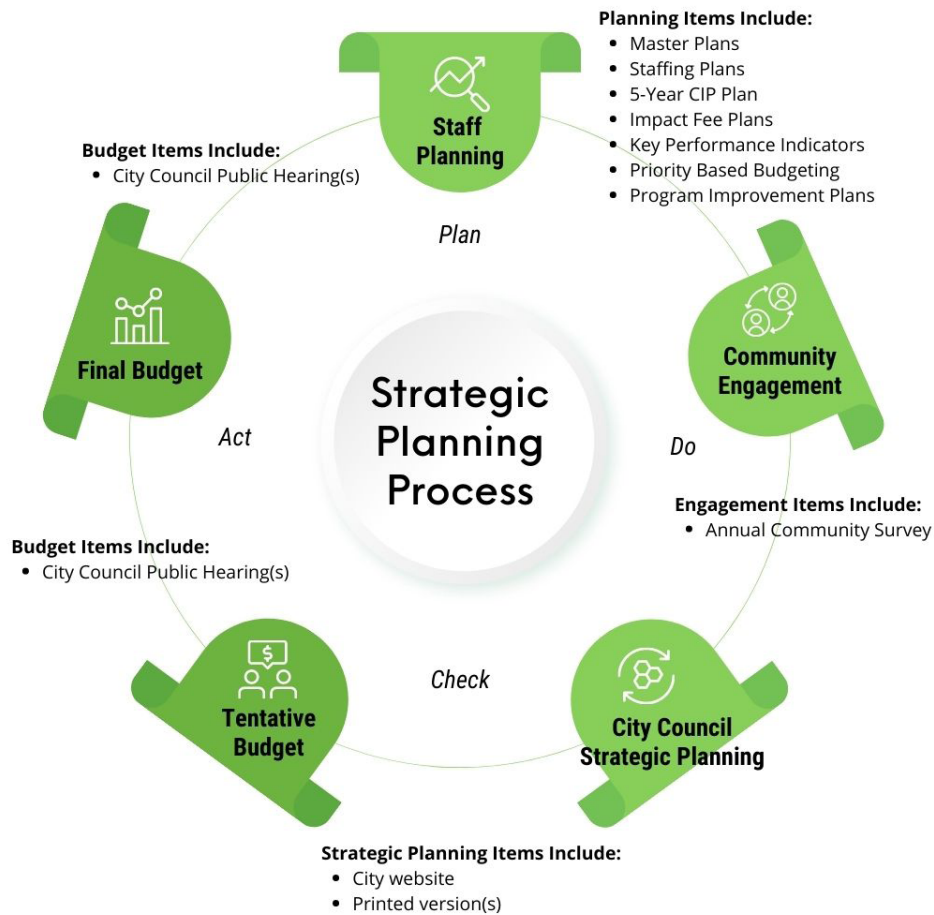 Planning Items Include:
• Master Plans
• Staffing Plans
• 5-Year CIP Plan
• Impact Fee Plans
• Key Performance Indicators
• Priority Based Budgeting
• Program Improvement Plans
Staff
Planning
Plan
Community
Engagement
Do
Engagement Items Include:
• Annual Community Survey
City Council
Strategic Planning
Strategic Planning Items Include:
• City website
• Printed version(s)
Check
$
Tentative
Budget
Budget Items Include:
• City Council Public Hearing(s)
Act
Final Budget
Budget Items Include:
• City Council Public Hearing(s)
Strategic
Planning
Process